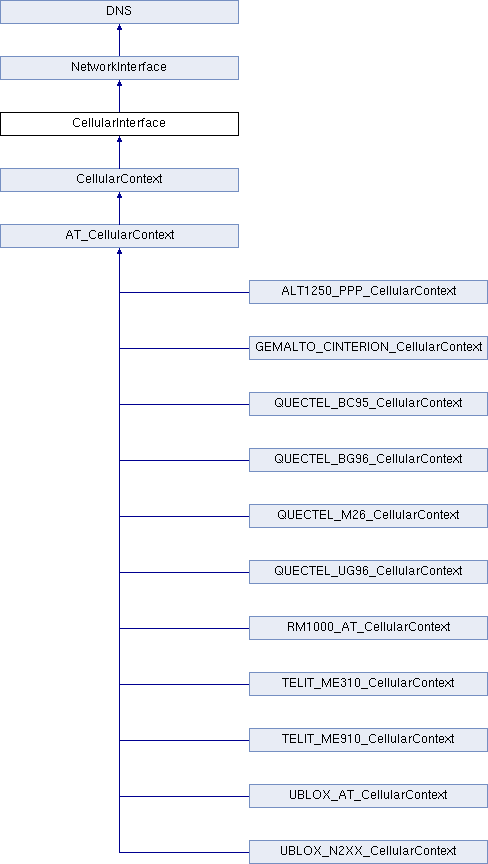 DNS
NetworkInterface
CellularInterface
CellularContext
AT_CellularContext
ALT1250_PPP_CellularContext
GEMALTO_CINTERION_CellularContext
QUECTEL_BC95_CellularContext
QUECTEL_BG96_CellularContext
QUECTEL_M26_CellularContext
QUECTEL_UG96_CellularContext
RM1000_AT_CellularContext
TELIT_ME310_CellularContext
TELIT_ME910_CellularContext
UBLOX_AT_CellularContext
UBLOX_N2XX_CellularContext